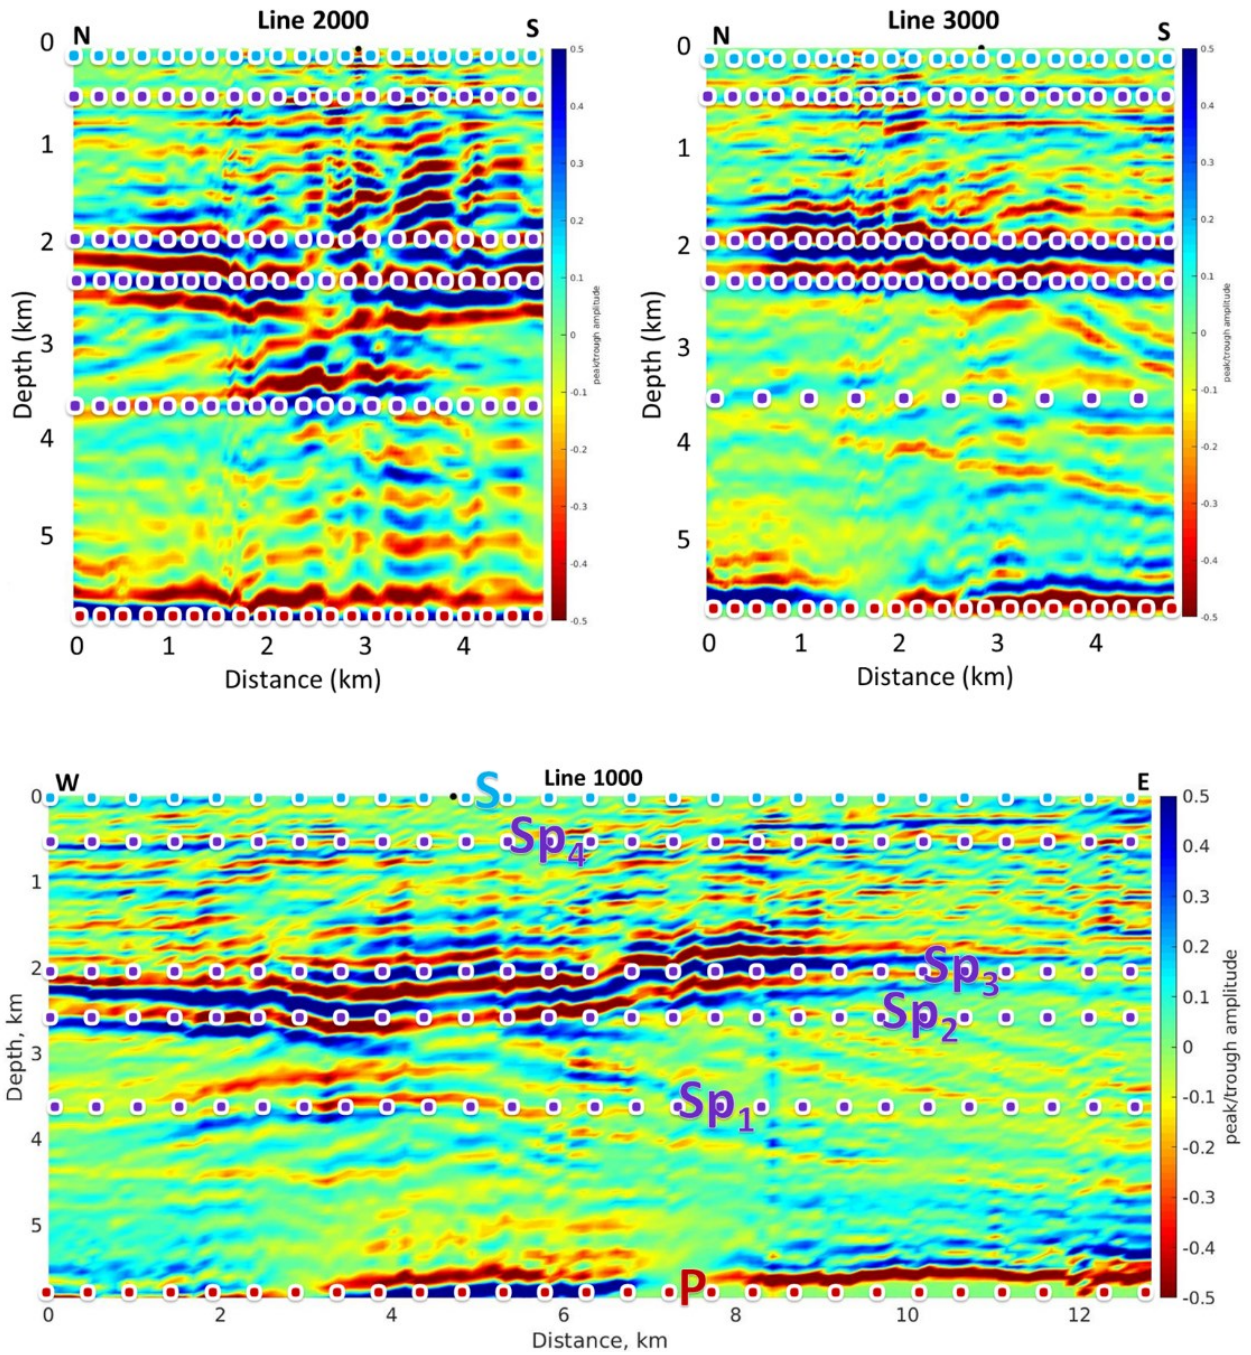 Line 2000
N
S
0
1
2
3
4
5
Depth (km)
0
1
2
3
4
Distance (km)
0.5
0.4
0.3
0.2
0.1
0
-0.1
-0.2
-0.3
-0.4
-0.5
peak/trough amplitude
Line 3000
N
S
0
1
2
3
4
5
Depth (km)
0
1
2
3
4
Distance (km)
0.5
0.4
0.3
0.2
0.1
0
-0.1
-0.2
-0.3
-0.4
-0.5
peak/trough amplitude
Line 1000
W
E
S
Sp4
Sp3
Sp2
Sp1
P
0
1
2
3
4
5
Depth, km
0
2
4
6
8
10
12
Distance, km
0.5
0.4
0.3
0.2
0.1
0
-0.1
-0.2
-0.3
-0.4
-0.5
peak/trough amplitude